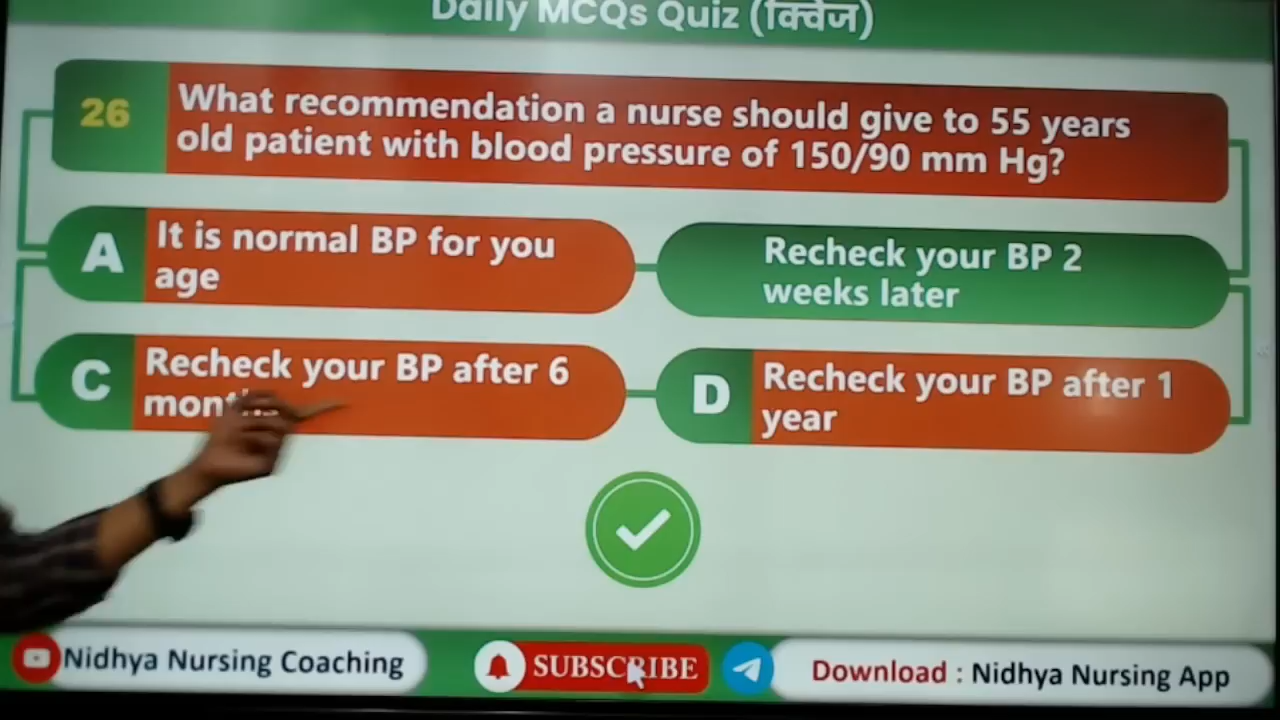 Daily MCQs Quiz (क्विज)
26
What recommendation a nurse should give to 55 years
old patient with blood pressure of 150/90 mm Hg?
A
It is normal BP for you
age
Recheck your BP 2
weeks later
C
Recheck your BP after 6
months
D
Recheck your BP after 1
year
Nidhya Nursing Coaching
SUBSCRIBE
Download : Nidhya Nursing App